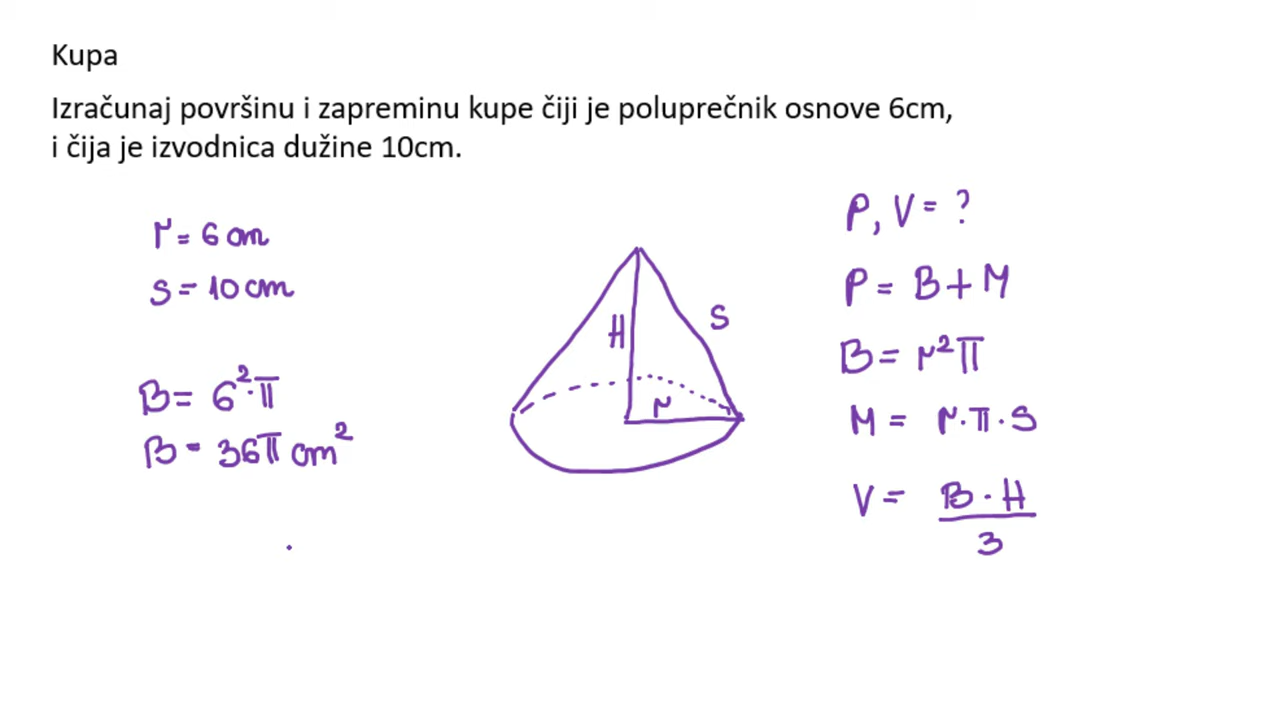 Kupa
Izračunaj površinu i zapreminu kupe čiji je poluprečnik osnove 6cm,
i čija je izvodnica dužine 10cm.
r = 6 cm
s = 10 cm
B = 6²·π
B = 36π cm²
H
s
r
P, V = ?
P = B + M
B = r²π
M = r·π·s
V = B·H
3